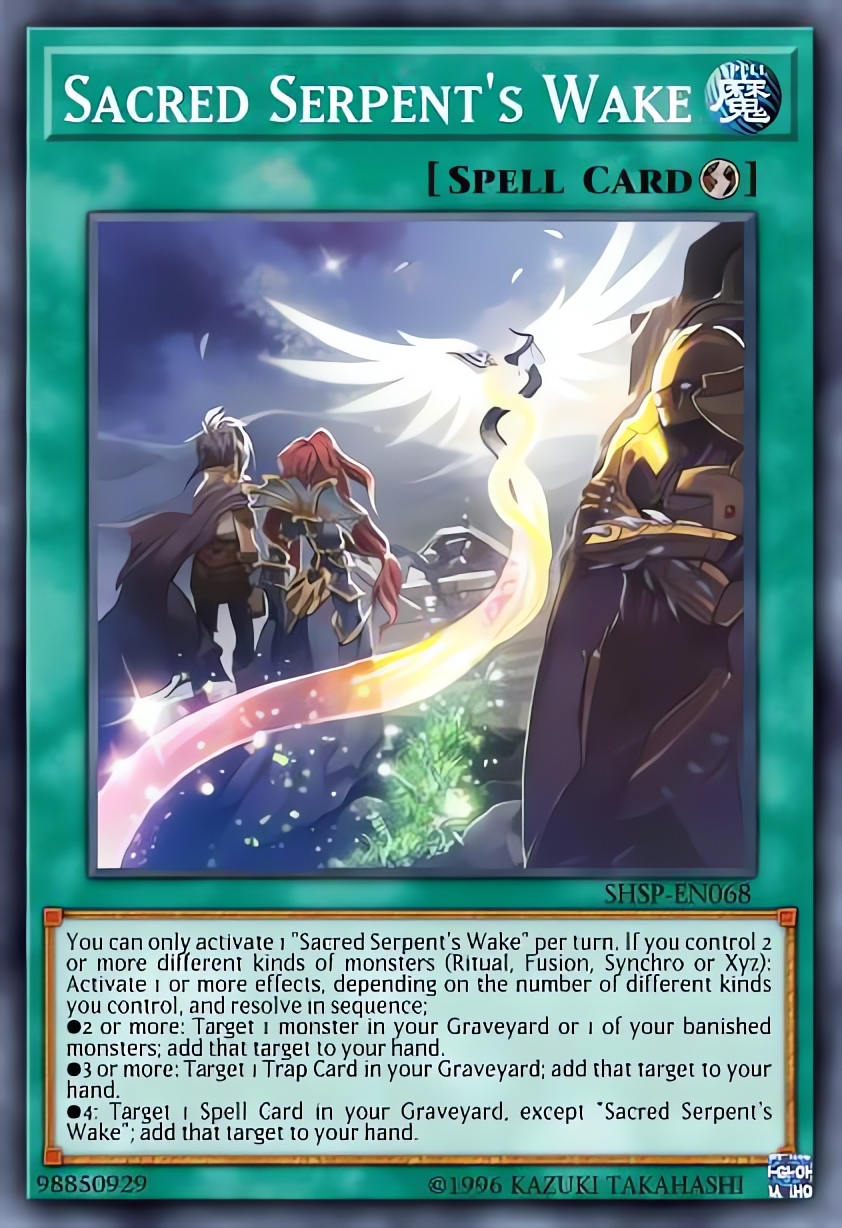 SACRED SERPENT'S WAKE
魔
[SPELL CARD]
SHSP-EN068
You can only activate 1 "Sacred Serpent's Wake" per turn. If you control 2
or more different kinds of monsters (Ritual, Fusion, Synchro or Xyz):
Activate 1 or more effects, depending on the number of different kinds
you control, and resolve in sequence;
●2 or more: Target 1 monster in your Graveyard or 1 of your banished
monsters; add that target to your hand.
●3 or more: Target 1 Trap Card in your Graveyard; add that target to your
hand.
●4: Target 1 Spell Card in your Graveyard, except "Sacred Serpent's
Wake"; add that target to your hand.
98850929 ©1996 KAZUKI TAKAHASHI